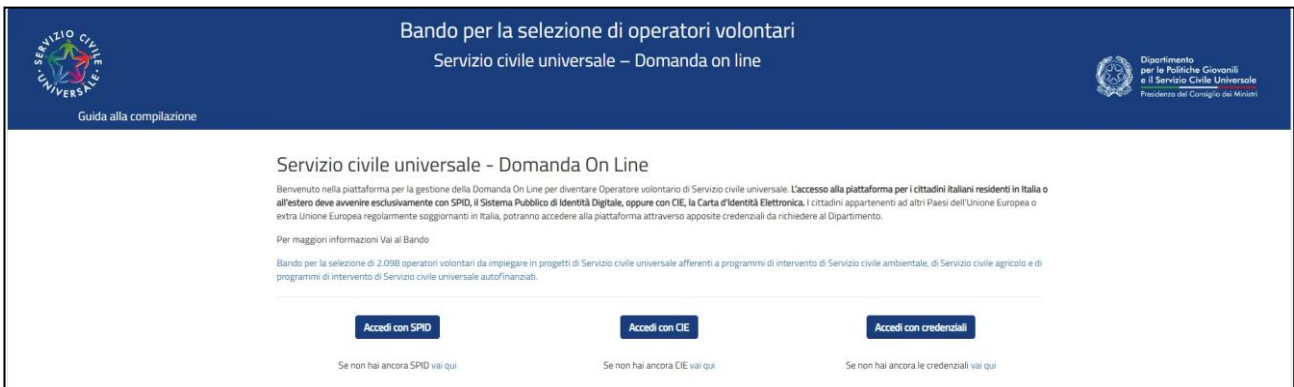 Bando per la selezione di operatori volontari
Servizio civile universale – Domanda on line
SERVIZIO CIVILE UNIVERSALE
Dipartimento
per le Politiche Giovanili
e il Servizio Civile Universale
Presidenza del Consiglio dei Ministri
Guida alla compilazione
Servizio civile universale - Domanda On Line
Benvenuto nella piattaforma per la gestione della Domanda On Line per diventare Operatore volontario di Servizio civile universale. L'accesso alla piattaforma per i cittadini italiani residenti in Italia o
all'estero deve avvenire esclusivamente con SPID, il Sistema Pubblico di Identità Digitale, oppure con CIE, la Carta d'Identità Elettronica. I cittadini appartenenti ad altri Paesi dell'Unione Europea o
extra Unione Europea regolarmente soggiornanti in Italia, potranno accedere alla piattaforma attraverso apposite credenziali da richiedere al Dipartimento.
Per maggiori informazioni Vai al Bando
Bando per la selezione di 2.098 operatori volontari da impiegare in progetti di Servizio civile universale afferenti a programmi di intervento di Servizio civile ambientale, di Servizio civile agricolo e di
programmi di intervento di Servizio civile universale autofinanziati.
Accedi con SPID
Accedi con CIE
Accedi con credenziali
Se non hai ancora SPID vai qui
Se non hai ancora CIE vai qui
Se non hai ancora le credenziali vai qui